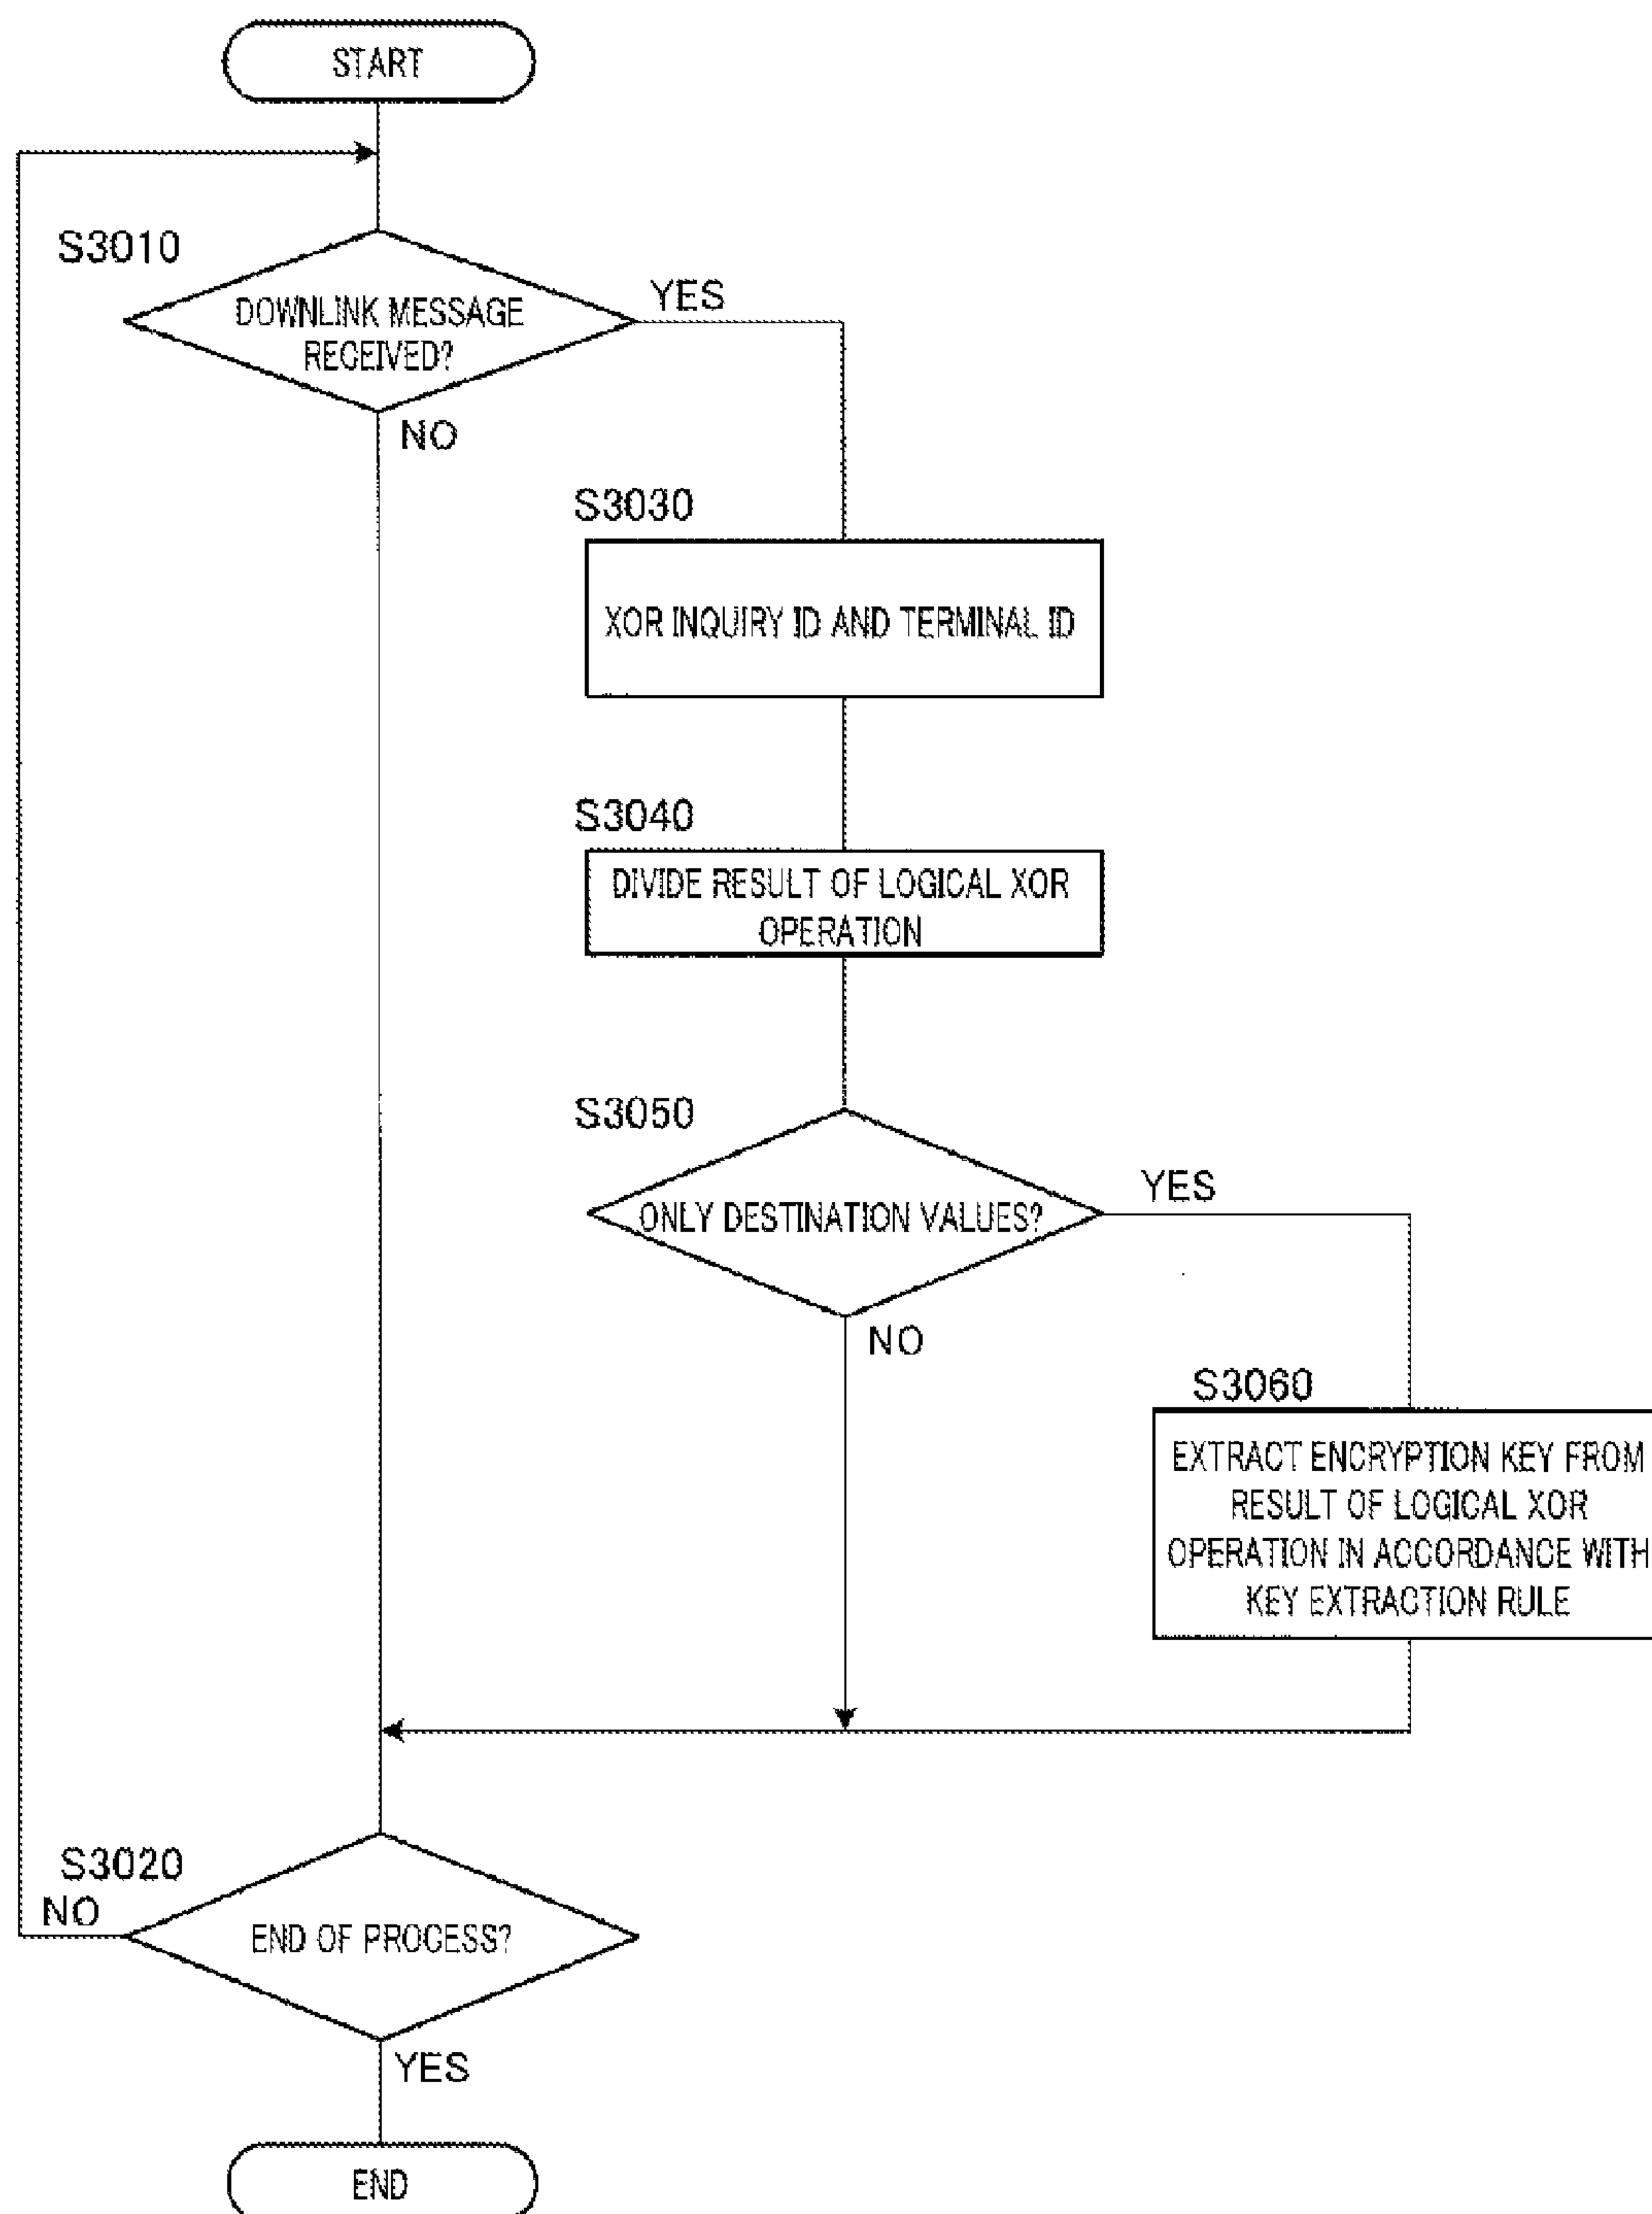 START
S3010
DOWNLINK MESSAGE
RECEIVED?
YES
NO
S3030
XOR INQUIRY ID AND TERMINAL ID
S3040
DIVIDE RESULT OF LOGICAL XOR
OPERATION
S3050
ONLY DESTINATION VALUES?
YES
NO
S3060
EXTRACT ENCRYPTION KEY FROM
RESULT OF LOGICAL XOR
OPERATION IN ACCORDANCE WITH
KEY EXTRACTION RULE
S3020
NO
END OF PROCESS?
YES
END